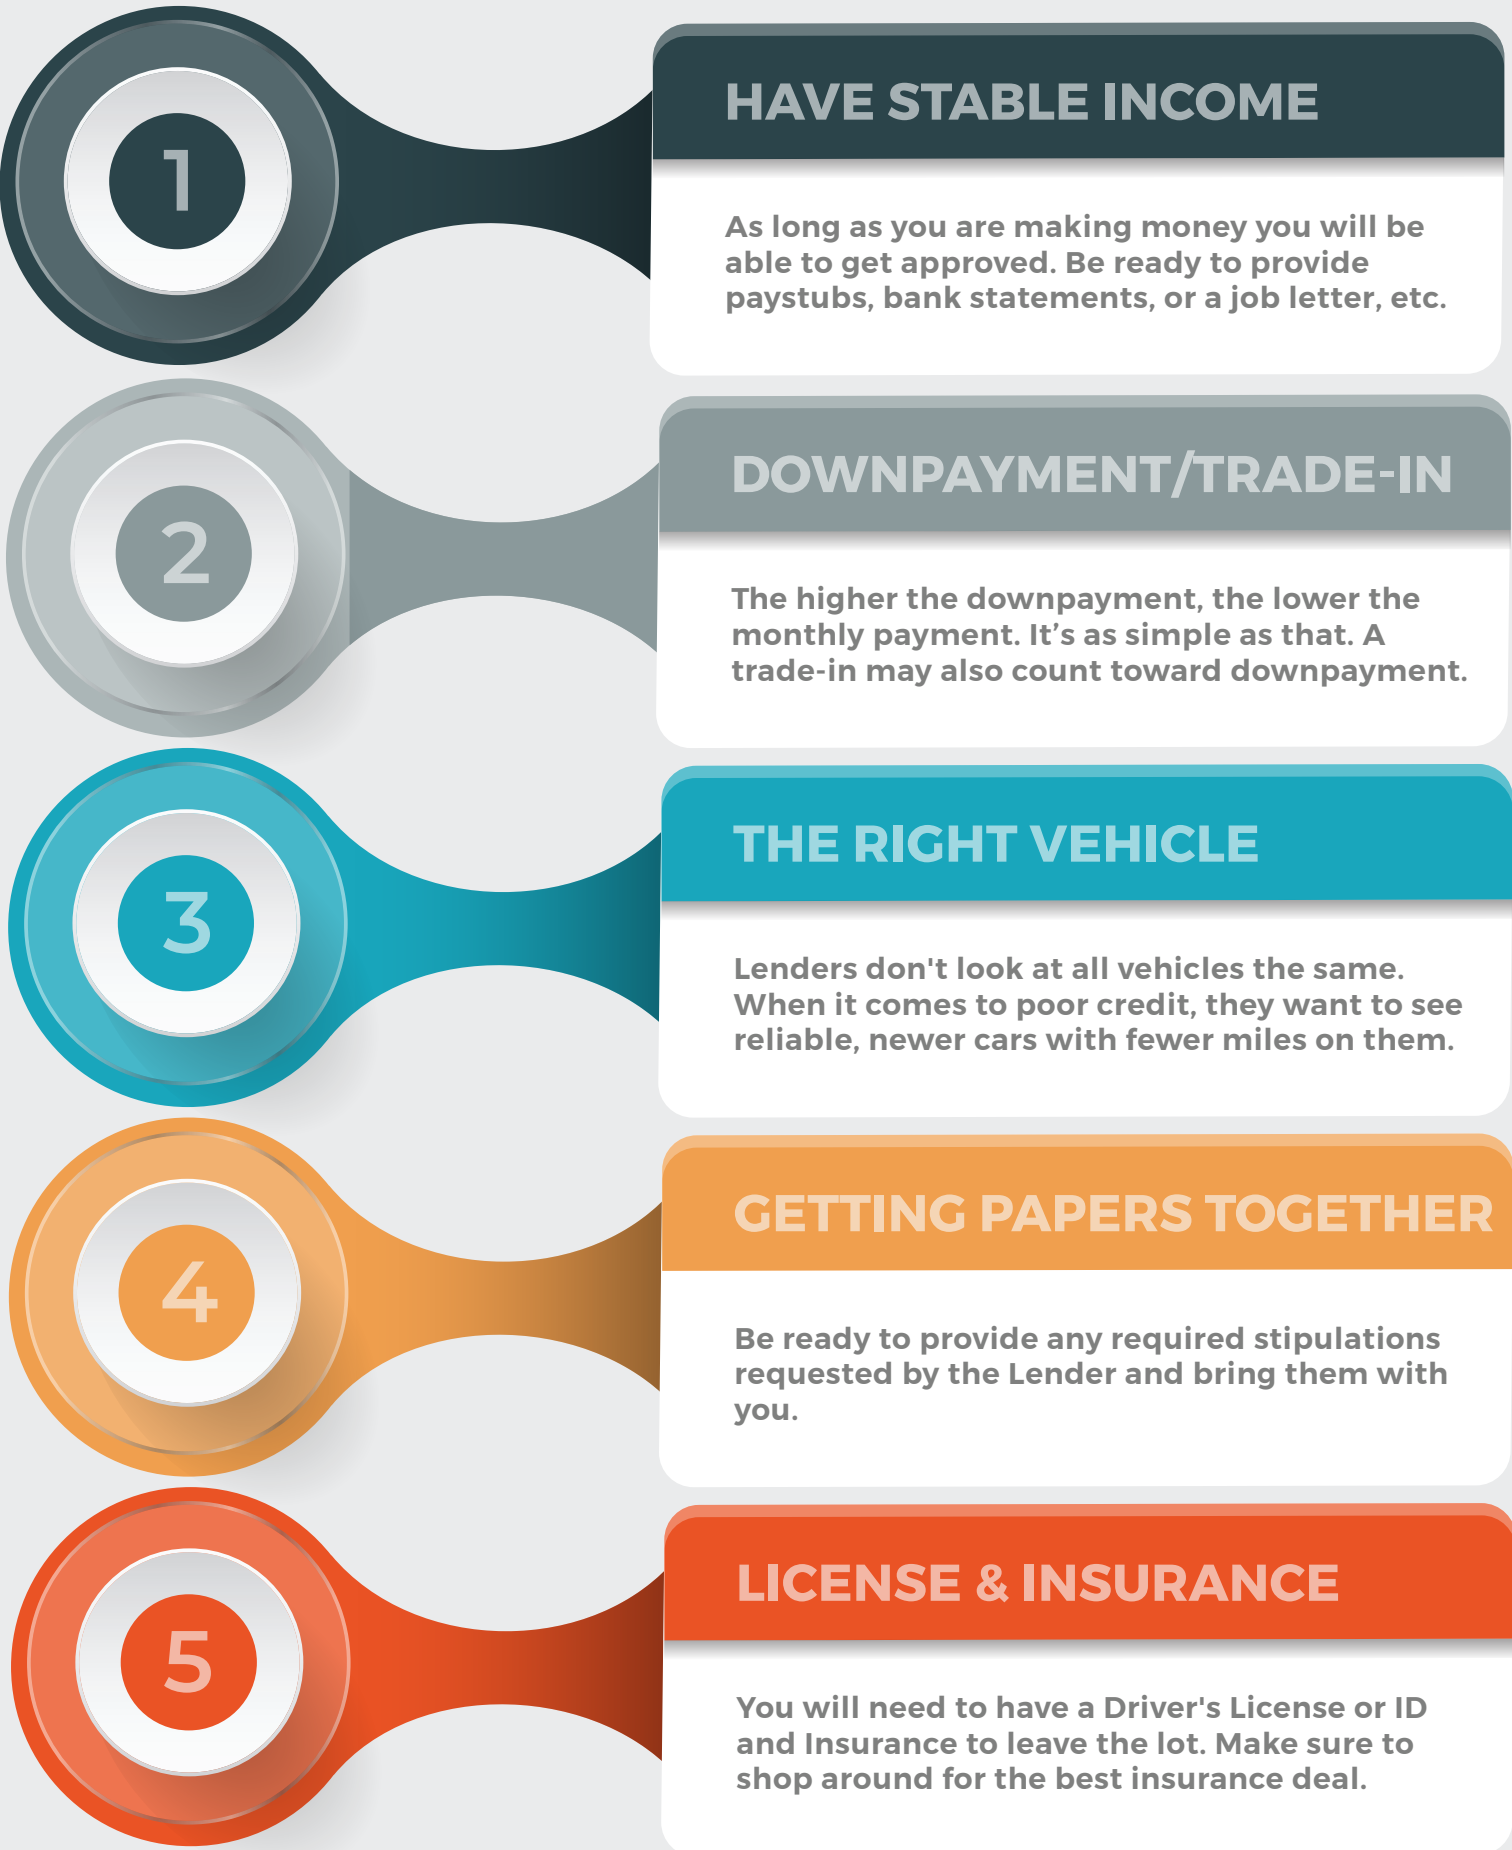 1
HAVE STABLE INCOME
As long as you are making money you will be
able to get approved. Be ready to provide
paystubs, bank statements, or a job letter, etc.
2
DOWNPAYMENT/TRADE-IN
The higher the downpayment, the lower the
monthly payment. It’s as simple as that. A
trade-in may also count toward downpayment.
3
THE RIGHT VEHICLE
Lenders don't look at all vehicles the same.
When it comes to poor credit, they want to see
reliable, newer cars with fewer miles on them.
4
GETTING PAPERS TOGETHER
Be ready to provide any required stipulations
requested by the Lender and bring them with
you.
5
LICENSE & INSURANCE
You will need to have a Driver's License or ID
and Insurance to leave the lot. Make sure to
shop around for the best insurance deal.